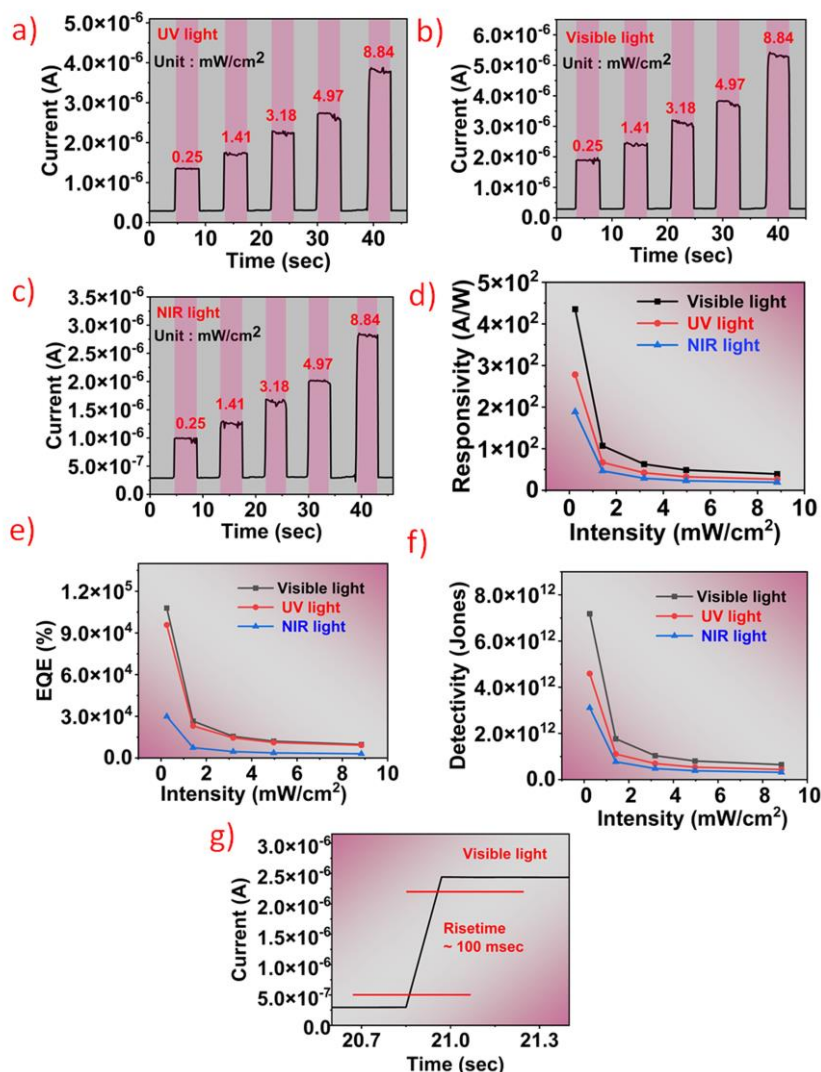 a)
UV light
Unit : mW/cm²
0.25
1.41
3.18
4.97
8.84
5.0×10⁻⁶
4.0×10⁻⁶
3.0×10⁻⁶
2.0×10⁻⁶
1.0×10⁻⁶
0.0
Current (A)
0 10 20 30 40
Time (sec)
b)
Visible light
Unit : mW/cm²
0.25
1.41
3.18
4.97
8.84
6.0×10⁻⁶
5.0×10⁻⁶
4.0×10⁻⁶
3.0×10⁻⁶
2.0×10⁻⁶
1.0×10⁻⁶
0.0
Current (A)
0 10 20 30 40
Time (sec)
c)
NIR light
Unit : mW/cm²
0.25
1.41
3.18
4.97
8.84
3.5×10⁻⁶
3.0×10⁻⁶
2.5×10⁻⁶
2.0×10⁻⁶
1.5×10⁻⁶
1.0×10⁻⁶
5.0×10⁻⁷
0.0
Current (A)
0 10 20 30 40
Time (sec)
d)
Visible light
UV light
NIR light
5×10²
4×10²
3×10²
2×10²
1×10²
0
Responsivity (A/W)
0 2 4 6 8 10
Intensity (mW/cm²)
e)
Visible light
UV light
NIR light
1.2×10⁵
9.0×10⁴
6.0×10⁴
3.0×10⁴
0.0
EQE (%)
0 2 4 6 8 10
Intensity (mW/cm²)
f)
Visible light
UV light
NIR light
8.0×10¹²
6.0×10¹²
4.0×10¹²
2.0×10¹²
0.0
Detectivity (Jones)
0 2 4 6 8 10
Intensity (mW/cm²)
g)
Visible light
Risetime
~ 100 msec
3.0×10⁻⁶
2.5×10⁻⁶
2.0×10⁻⁶
1.5×10⁻⁶
1.0×10⁻⁶
5.0×10⁻⁷
0.0
Current (A)
20.7 21.0 21.3
Time (sec)